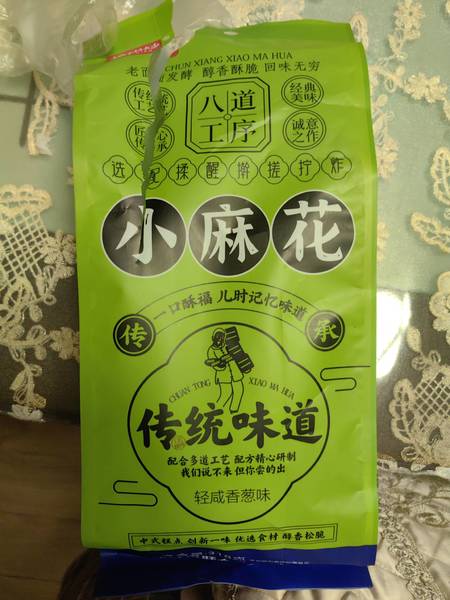 CHUN XIANG XIAO MA HUA
老面 发酵 醇香酥脆 回味无穷
传统
工艺
八道
工序
经典
美味
匠心
传承
诚意
之作
选 配 揉 醒 擀 搓 拧 炸
小麻花
一口酥福 儿时记忆味道
传
承
CHUAN TONG XIAO MA HUA
传统味道
配合多道工艺 配方精心研制
我们说不来 但你尝的出
轻咸香葱味
中式糕点 创新一味 优选食材 醇香松脆